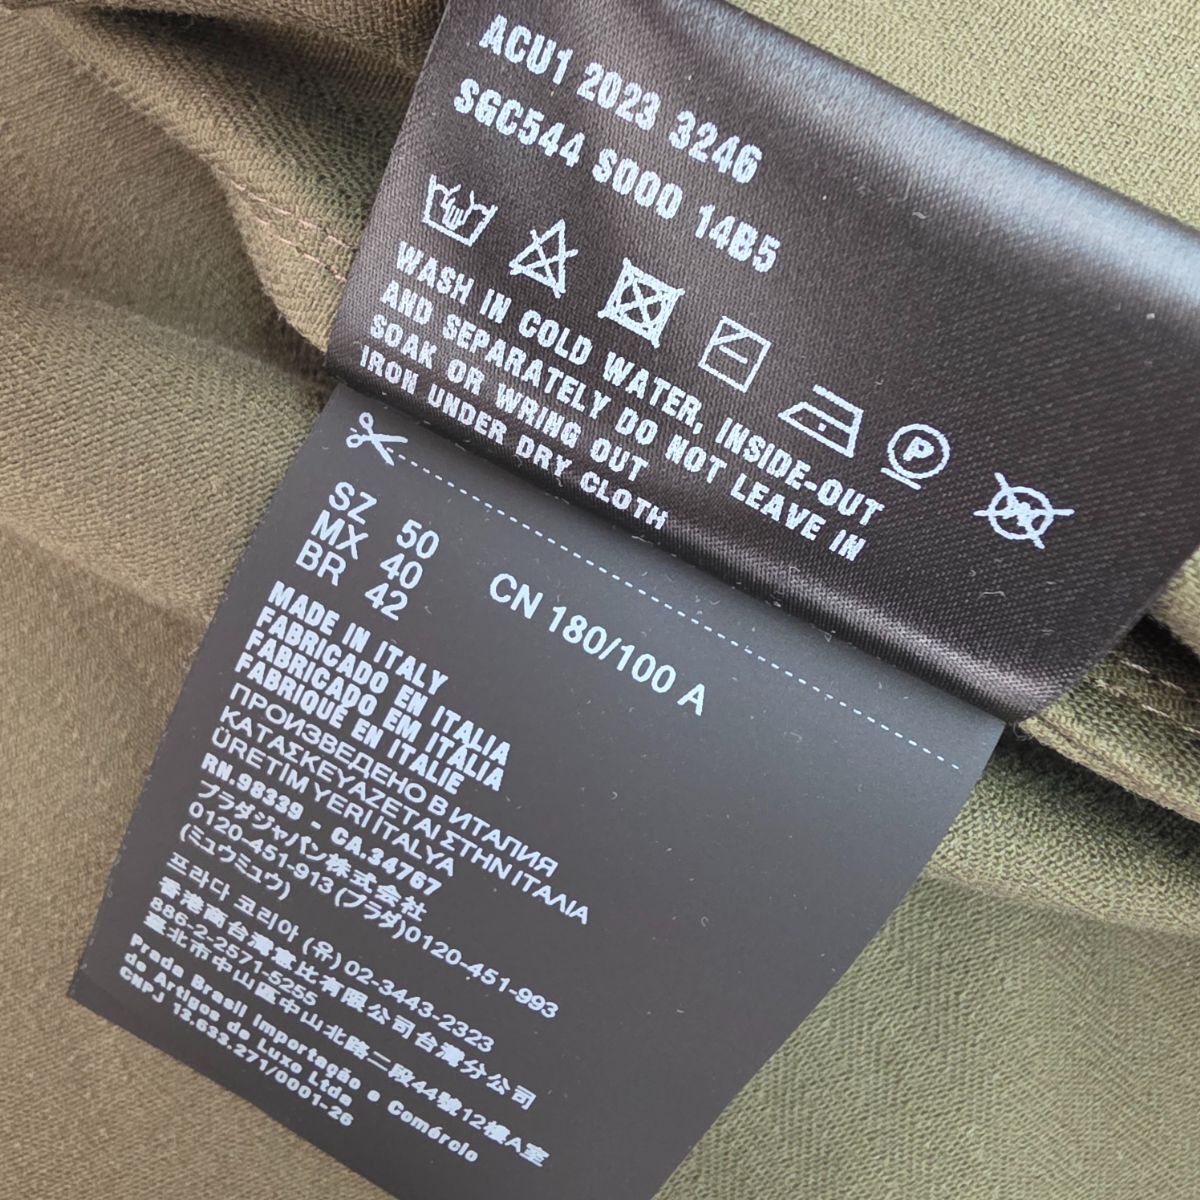 ACU1 2023 3246
SGC544 S000 14B5
P
WASH IN COLD WATER, INSIDE-OUT
AND SEPARATELY DO NOT LEAVE IN
SOAK OR WRING OUT
IRON UNDER DRY CLOTH
SZ 50
MX 40 CN 180/100 A
BR 42
MADE IN ITALY
FABRICADO EN ITALIA
FABRICADO EM ITÁLIA
FABRIQUÉ EN ITALIE
ПРОИЗВЕДЕНО В ИТАЛИЯ
ΚΑΤΑΣΚΕΥΑΖΕΤΑΙ ΣΤΗΝ ΙΤΑΛΙΑ
ÜRETİM YERİ İTALYA
RN.98339 - CA.34767
プラダジャパン株式会社
0120-451-913 (プラダ)0120-451-993
(ミュウミュウ)
프라다 코리아 (유) 02-3443-2323
香港商台灣意比有限公司台灣分公司
886-2-2571-5255
臺北市中山區中山北路二段44號12樓A室
Prada Brasil Importação e Comércio
de Artigos de Luxo Ltda
CNPJ 13.633.271/0001-26